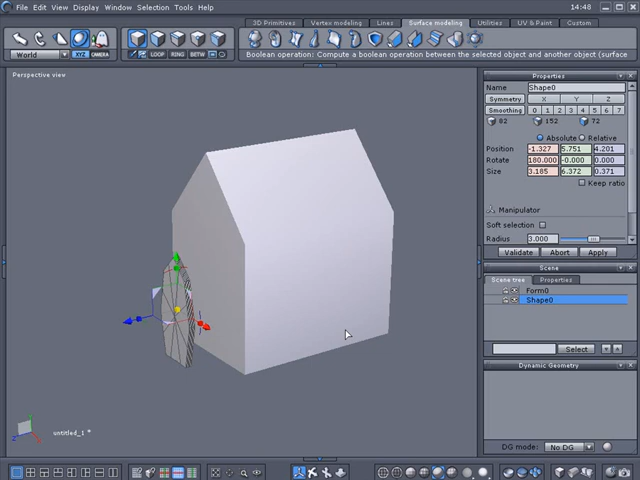 File Edit View Display Window Selection Tools Help
14:48
3D Primitives Vertex modeling Lines Surface modeling Utilities UV & Paint Custom
World XYZ CAMERA LOOP RING BETW
Boolean operation: Compute a boolean operation between the selected object and another object (surface
Perspective view
Properties
Name Shape0
Symmetry X Y Z
Smoothing 0 1 2 3 4 5 6 7
82 152 72
Absolute Relative
Position -1.327 5.751 4.201
Rotate 180.000 -0.000 0.000
Size 3.185 6.372 0.371
Keep ratio
Manipulator
Soft selection
Radius 3.000
Validate Abort Apply
Scene
Scene tree Properties
Form0
Shape0
Select
Dynamic Geometry
DG mode: No DG
untitled_1 *